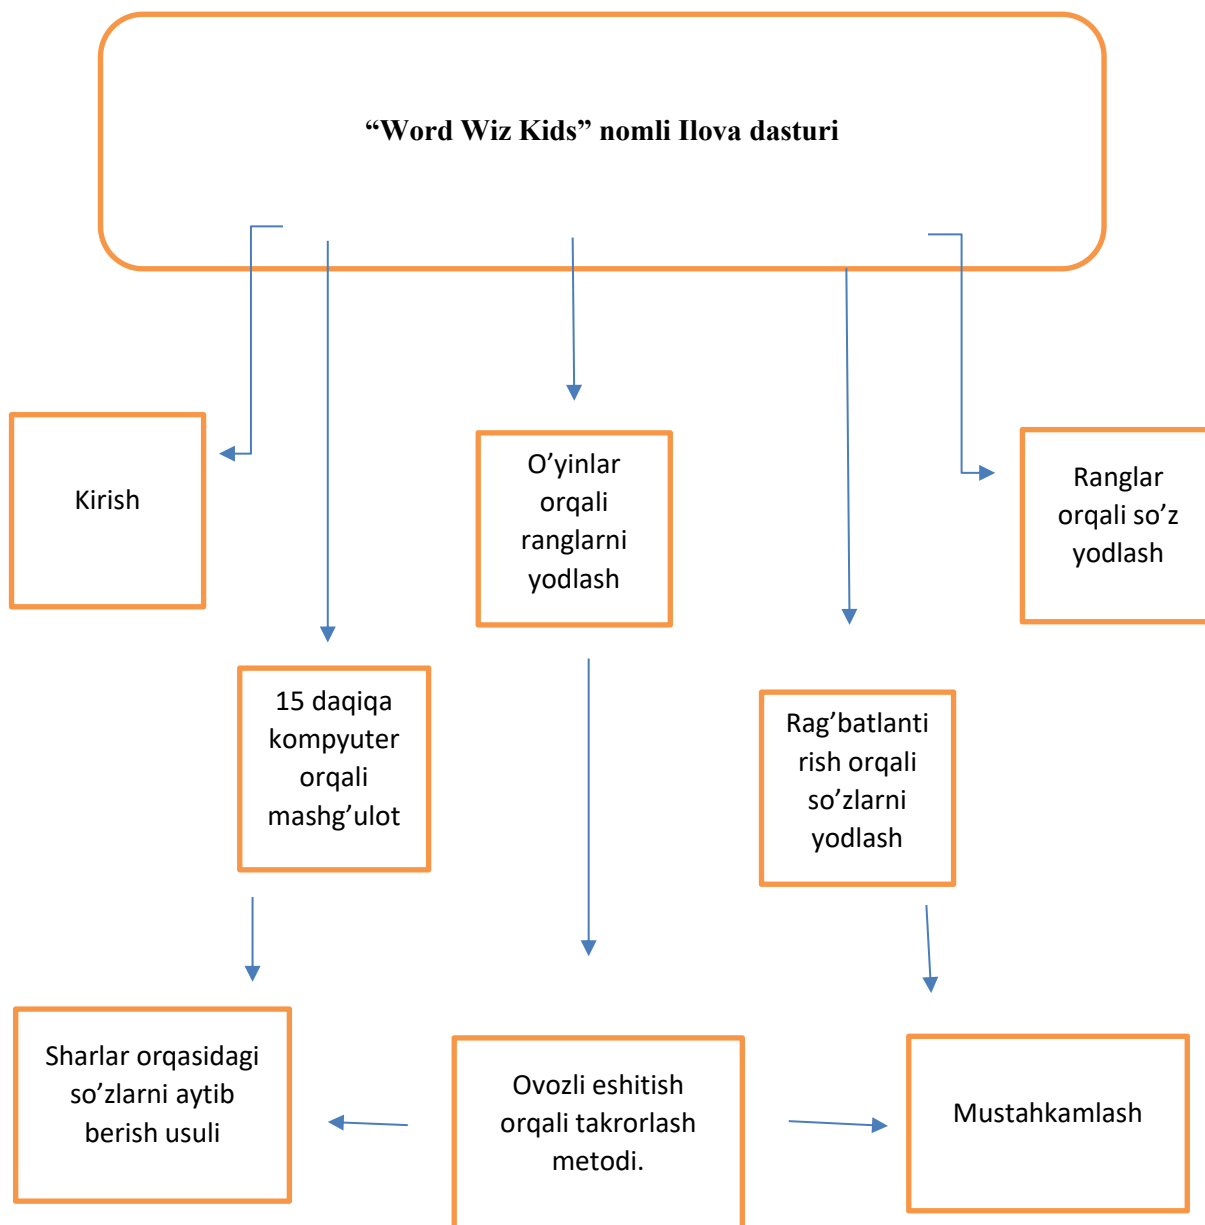 “Word Wiz Kids” nomli Ilova dasturi
Kirish
O’yinlar
orqali
ranglarni
yodlash
Ranglar
orqali so’z
yodlash
15 daqiqa
kompyuter
orqali
mashg’ulot
Rag’batlanti
rish orqali
so’zlarni
yodlash
Sharlar orqasidagi
so’zlarni aytib
berish usuli
Ovozli eshitish
orqali takrorlash
metodi.
Mustahkamlash